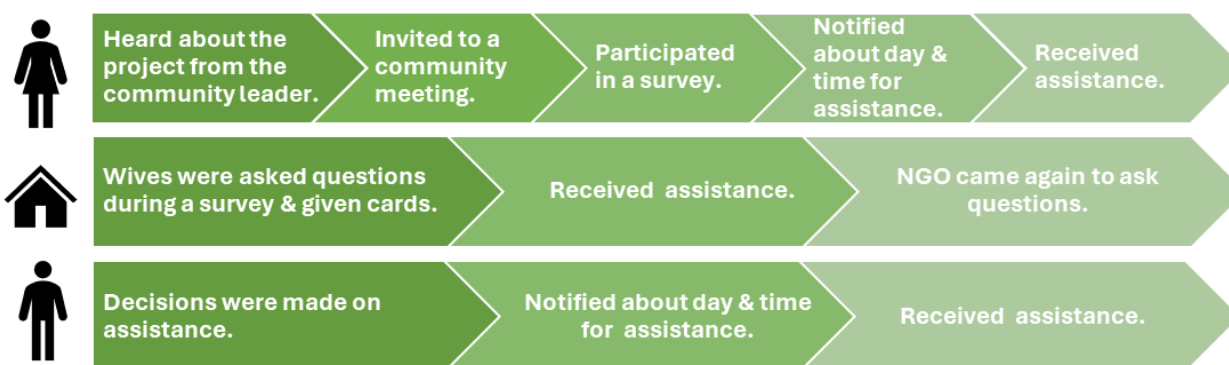 Heard about the
project from the
community leader.
Invited to a
community
meeting.
Participated
in a survey.
Notified
about day &
time for
assistance.
Received
assistance.
Wives were asked questions
during a survey & given cards.
Received  assistance.
NGO came again to ask
questions.
Decisions were made on
assistance.
Notified about day & time
for  assistance.
Received  assistance.